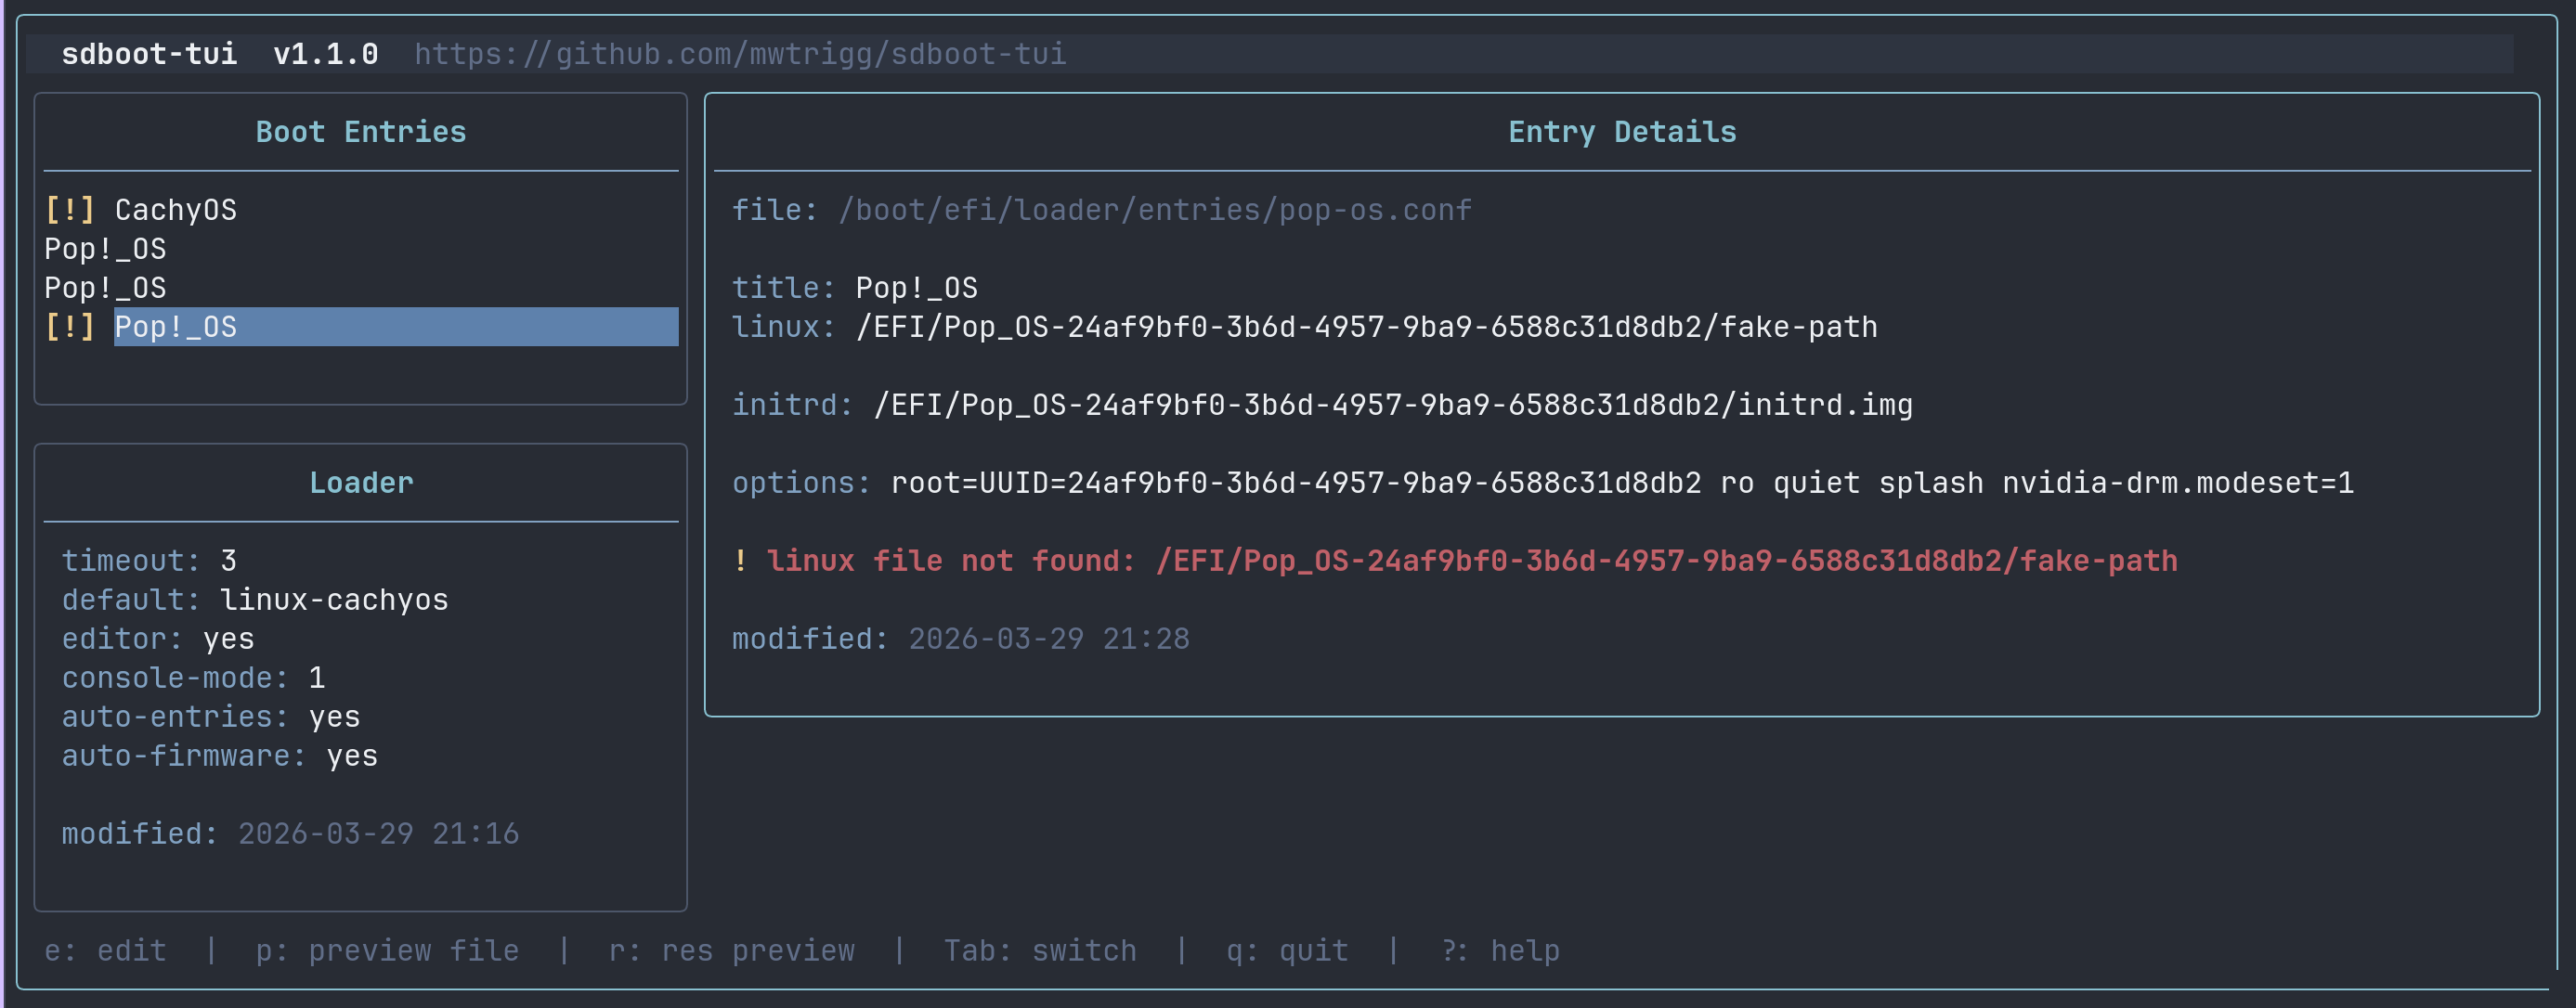 sdboot-tui  v1.1.0  https://github.com/mwtrigg/sdboot-tui
Boot Entries
[!] CachyOS
Pop!_OS
Pop!_OS
[!] Pop!_OS
Loader
timeout: 3
default: linux-cachyos
editor: yes
console-mode: 1
auto-entries: yes
auto-firmware: yes
modified: 2026-03-29 21:16
Entry Details
file: /boot/efi/loader/entries/pop-os.conf
title: Pop!_OS
linux: /EFI/Pop_OS-24af9bf0-3b6d-4957-9ba9-6588c31d8db2/fake-path
initrd: /EFI/Pop_OS-24af9bf0-3b6d-4957-9ba9-6588c31d8db2/initrd.img
options: root=UUID=24af9bf0-3b6d-4957-9ba9-6588c31d8db2 ro quiet splash nvidia-drm.modeset=1
! linux file not found: /EFI/Pop_OS-24af9bf0-3b6d-4957-9ba9-6588c31d8db2/fake-path
modified: 2026-03-29 21:28
e: edit  |  p: preview file  |  r: res preview  |  Tab: switch  |  q: quit  |  ?: help